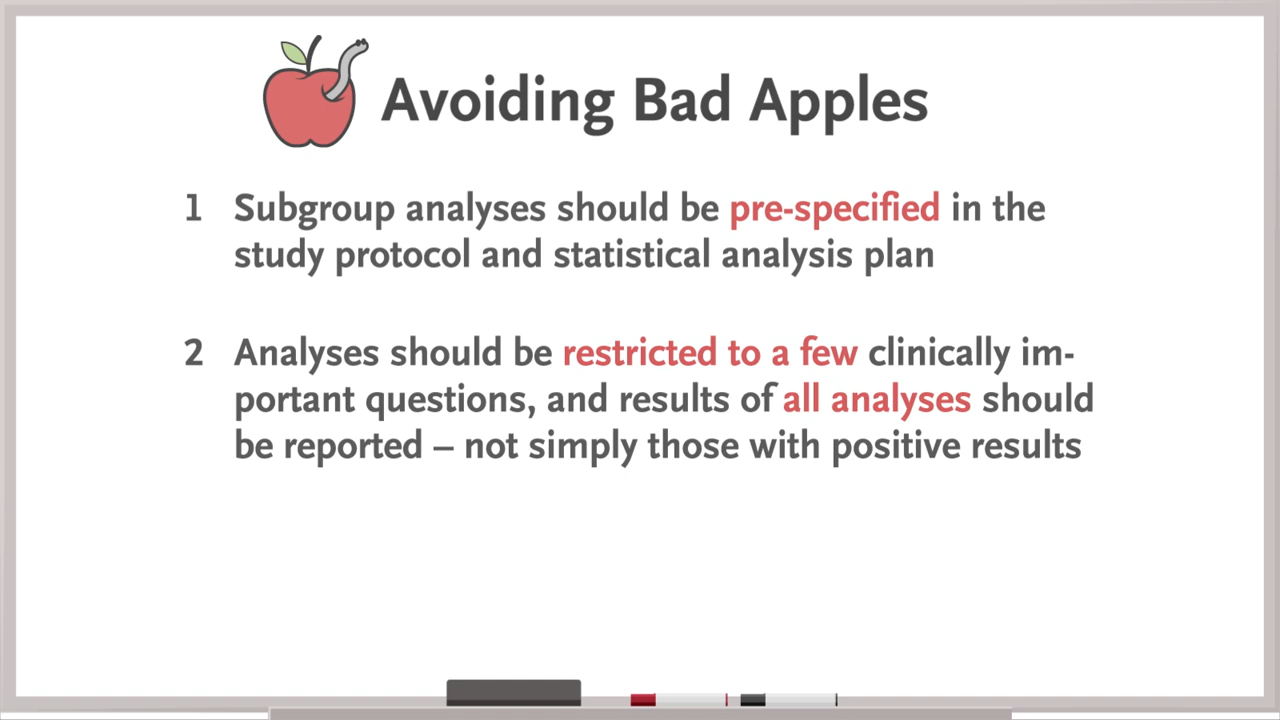 Avoiding Bad Apples
1 Subgroup analyses should be pre-specified in the
study protocol and statistical analysis plan
2 Analyses should be restricted to a few clinically im-
portant questions, and results of all analyses should
be reported – not simply those with positive results